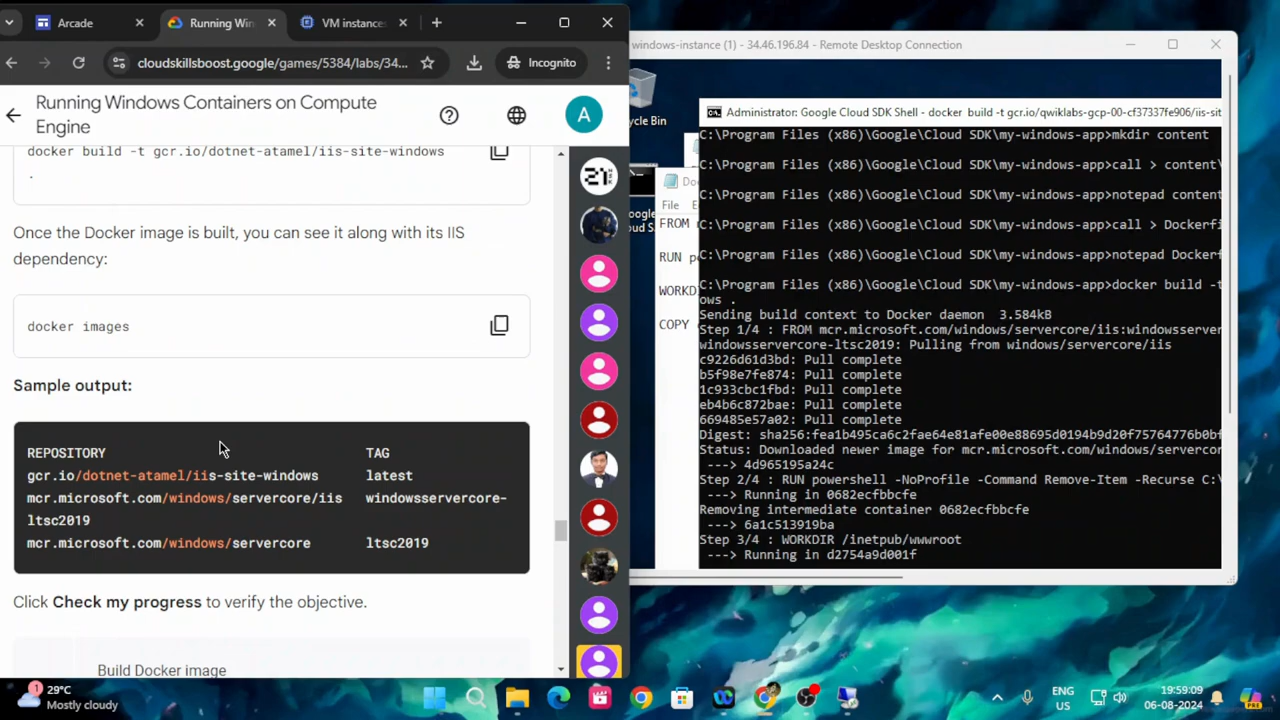 Arcade
Running Win
VM instance
cloudskillsboost.google/games/5384/labs/34...
Incognito
Running Windows Containers on Compute
Engine
A
docker build -t gcr.io/dotnet-atamel/iis-site-windows
.
Once the Docker image is built, you can see it along with its IIS
dependency:
docker images
Sample output:
REPOSITORY TAG
gcr.io/dotnet-atamel/iis-site-windows latest
mcr.microsoft.com/windows/servercore/iis windowsservercore-
ltsc2019
mcr.microsoft.com/windows/servercore ltsc2019
Click Check my progress to verify the objective.
Build Docker image
windows-instance (1) - 34.46.196.84 - Remote Desktop Connection
ycle Bin
File
FROM
RUN
WORKD
COPY
Administrator: Google Cloud SDK Shell - docker build -t gcr.io/qwiklabs-gcp-00-cf37337fe906/iis-sit
C:\Program Files (x86)\Google\Cloud SDK\my-windows-app>mkdir content
C:\Program Files (x86)\Google\Cloud SDK\my-windows-app>call > content\
C:\Program Files (x86)\Google\Cloud SDK\my-windows-app>notepad content
C:\Program Files (x86)\Google\Cloud SDK\my-windows-app>call > Dockerfi
C:\Program Files (x86)\Google\Cloud SDK\my-windows-app>notepad Dockerf
C:\Program Files (x86)\Google\Cloud SDK\my-windows-app>docker build -t
ows .
Sending build context to Docker daemon 3.584kB
Step 1/4 : FROM mcr.microsoft.com/windows/servercore/iis:windowsserver
windowsservercore-ltsc2019: Pulling from windows/servercore/iis
c9226d61d3bd: Pull complete
b5f98e7fe874: Pull complete
1c933cbc1fbd: Pull complete
eb4b6c872bae: Pull complete
669485e57a02: Pull complete
Digest: sha256:fea1b495ca6c2fae64e81afe00e88695d0194b9d20f75764776b0bf
Status: Downloaded newer image for mcr.microsoft.com/windows/servercor
---> 4d965195a24c
Step 2/4 : RUN powershell -NoProfile -Command Remove-Item -Recurse C:\
---> Running in 0682ecfbbcfe
Removing intermediate container 0682ecfbbcfe
---> 6a1c513919ba
Step 3/4 : WORKDIR /inetpub/wwwroot
---> Running in d2754a9d001f
1
29°C
Mostly cloudy
ENG
US
19:59:09
06-08-2024
PRE